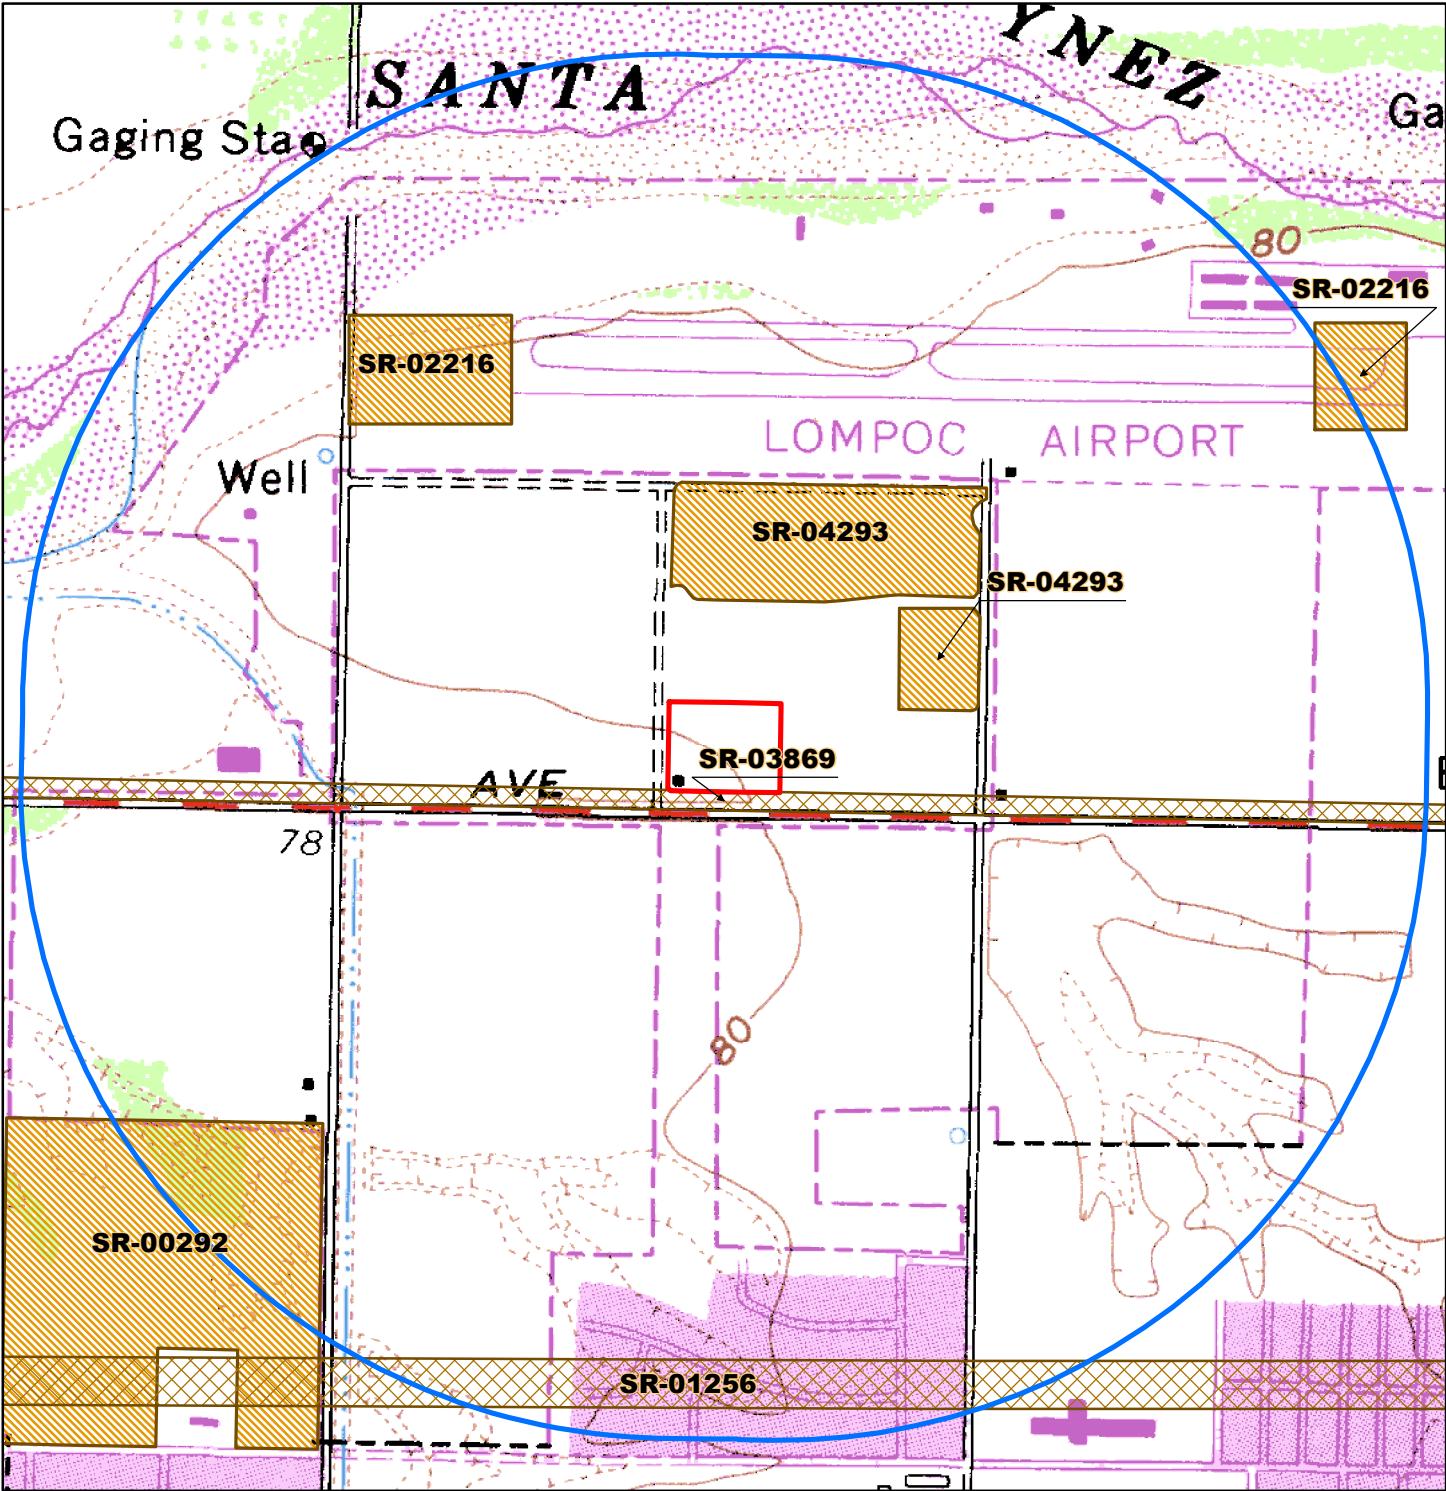 SANTA
YNEZ
Ga
Gaging Sta
80
SR-02216
SR-02216
LOMPOC AIRPORT
Well
SR-04293
SR-04293
SR-03869
AVE
78
80
SR-00292
SR-01256